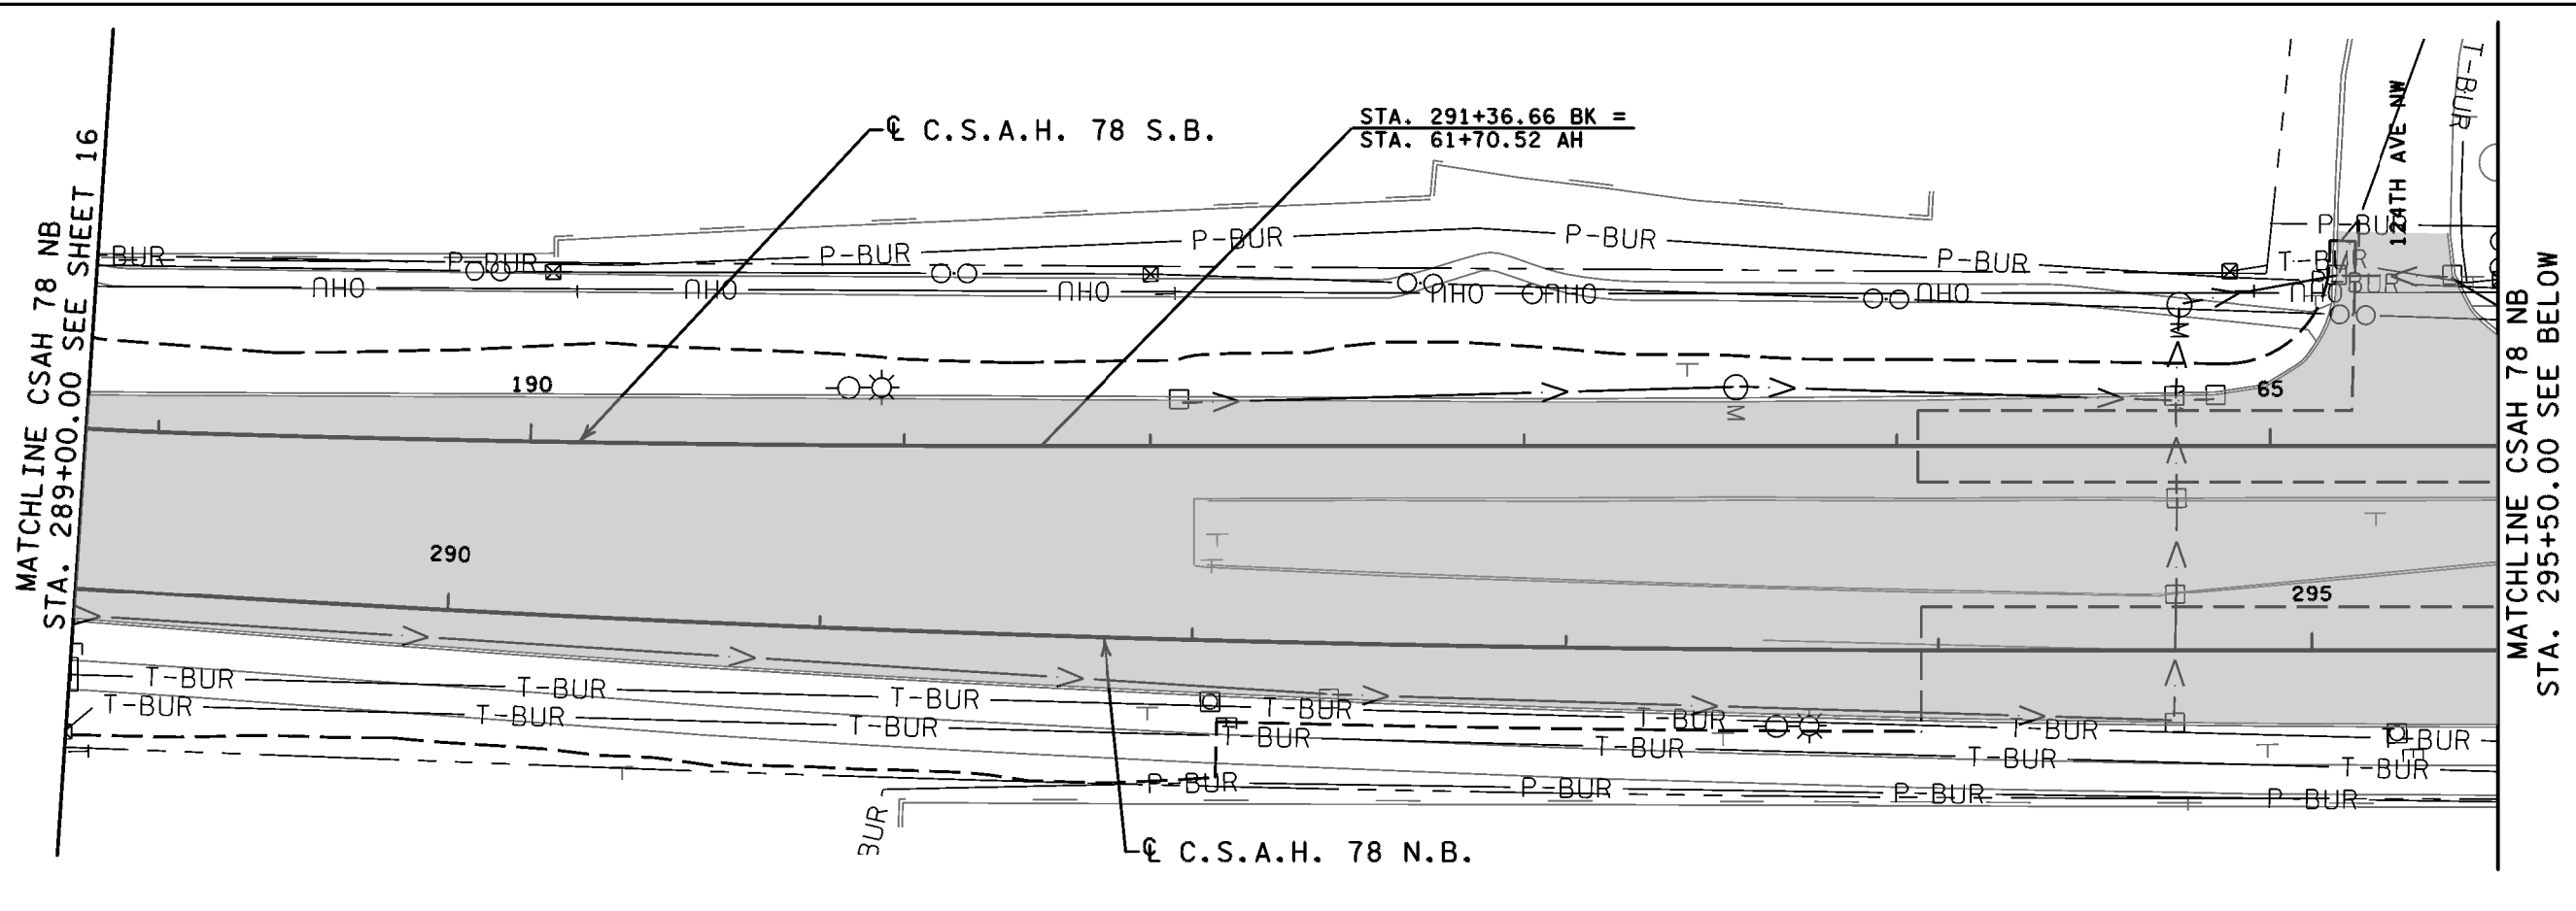 MATCHLINE CSAH 78 NB
STA. 289+00.00 SEE SHEET 16
℄ C.S.A.H. 78 S.B.
STA. 291+36.66 BK =
STA. 61+70.52 AH
124TH AVE NW
T-BUR
P-BUR
BUR
P-BUR
P-BUR
P-BUR
P-BUR
P-BUR
T-BUR
BUR
OHU
OHU
OHU
OHU
OHU
OHU
OHU
M
M
190
65
290
295
T-BUR
T-BUR
T-BUR
T-BUR
T-BUR
T-BUR
T-BUR
T-BUR
T-BUR
T-BUR
T-BUR
T-BUR
T-BUR
T-BUR
P-BUR
P-BUR
P-BUR
P-BUR
BUR
℄ C.S.A.H. 78 N.B.
MATCHLINE CSAH 78 NB
STA. 295+50.00 SEE BELOW